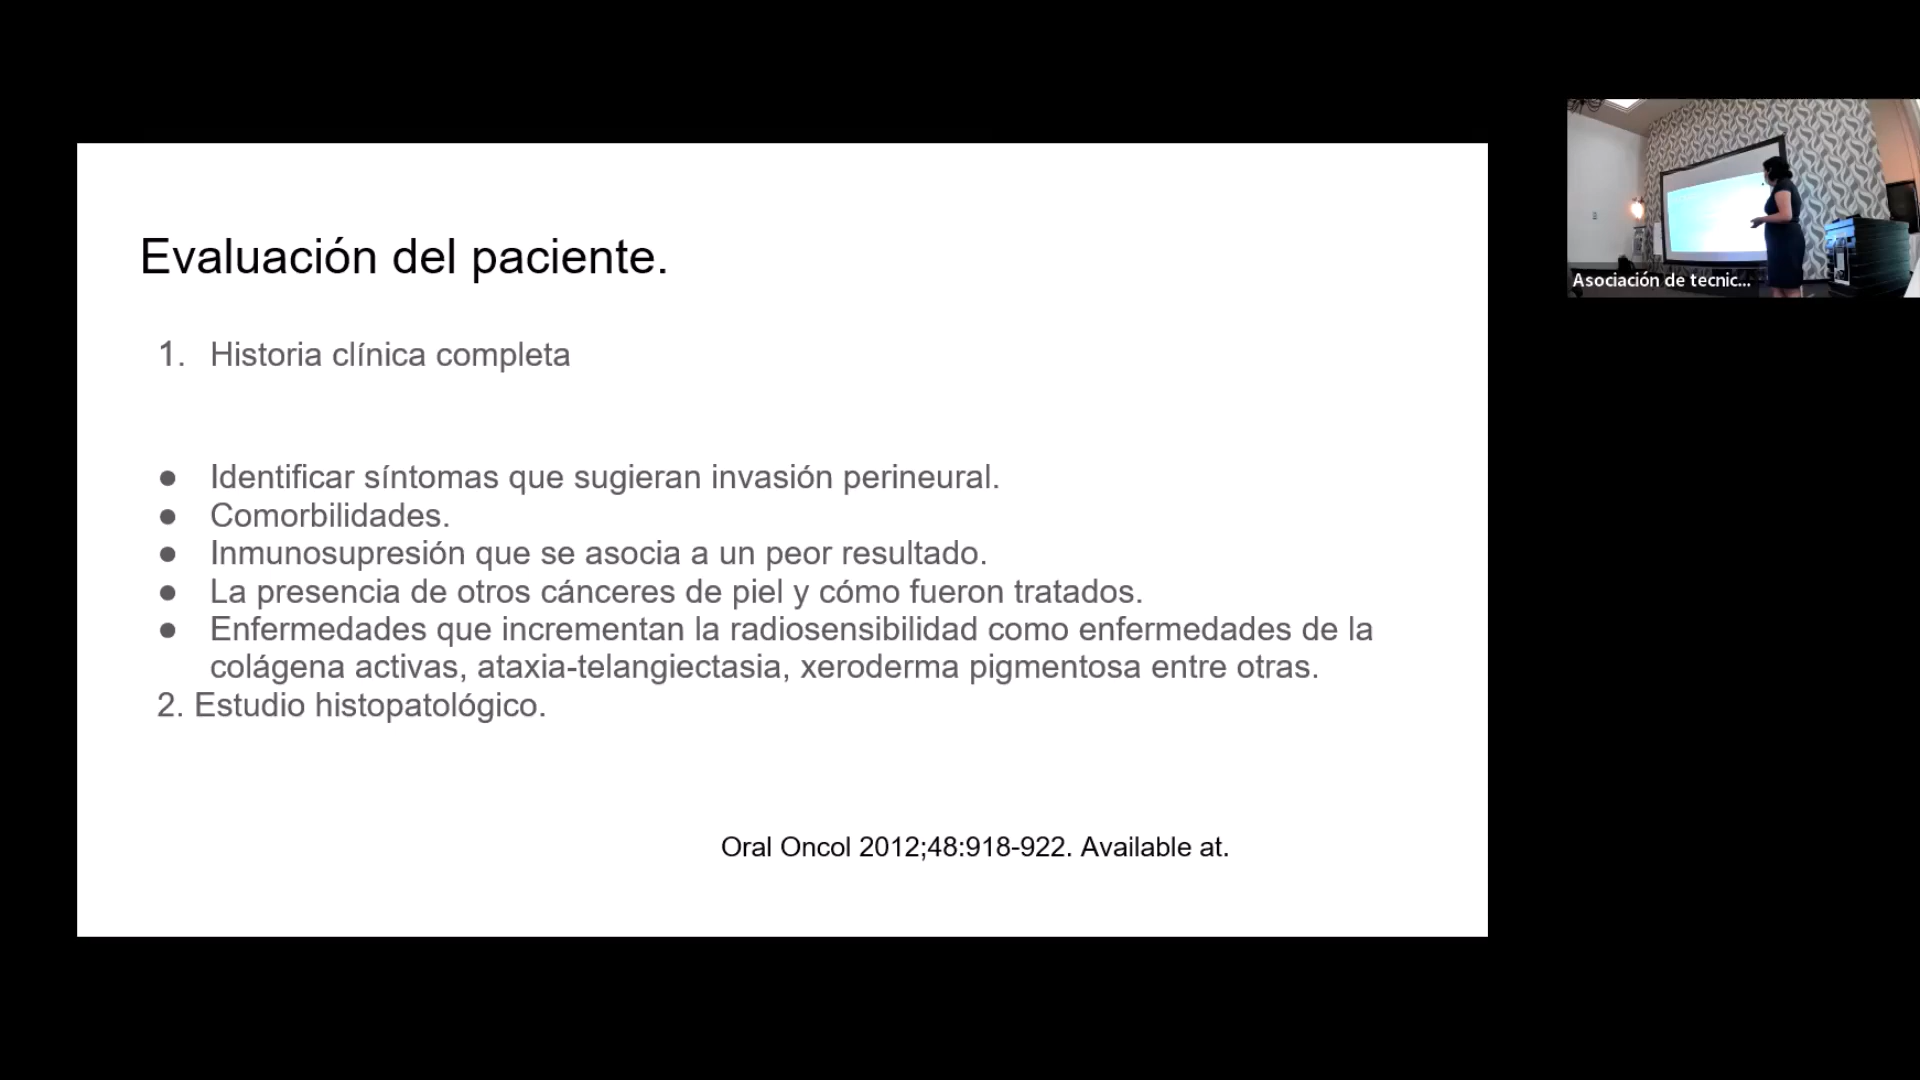 Evaluación del paciente.
1. Historia clínica completa
● Identificar síntomas que sugieran invasión perineural.
● Comorbilidades.
● Inmunosupresión que se asocia a un peor resultado.
● La presencia de otros cánceres de piel y cómo fueron tratados.
● Enfermedades que incrementan la radiosensibilidad como enfermedades de la
colágena activas, ataxia-telangiectasia, xeroderma pigmentosa entre otras.
2. Estudio histopatológico.
Oral Oncol 2012;48:918-922. Available at.
Asociación de tecnic...